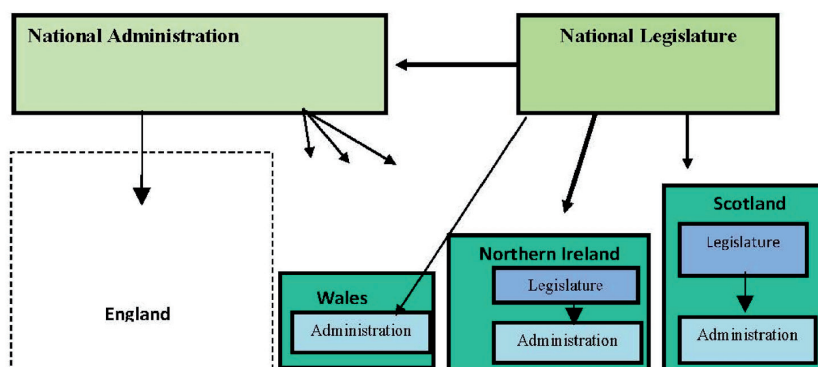 National Administration
National Legislature
England
Wales
Administration
Northern Ireland
Legislature
Administration
Scotland
Legislature
Administration